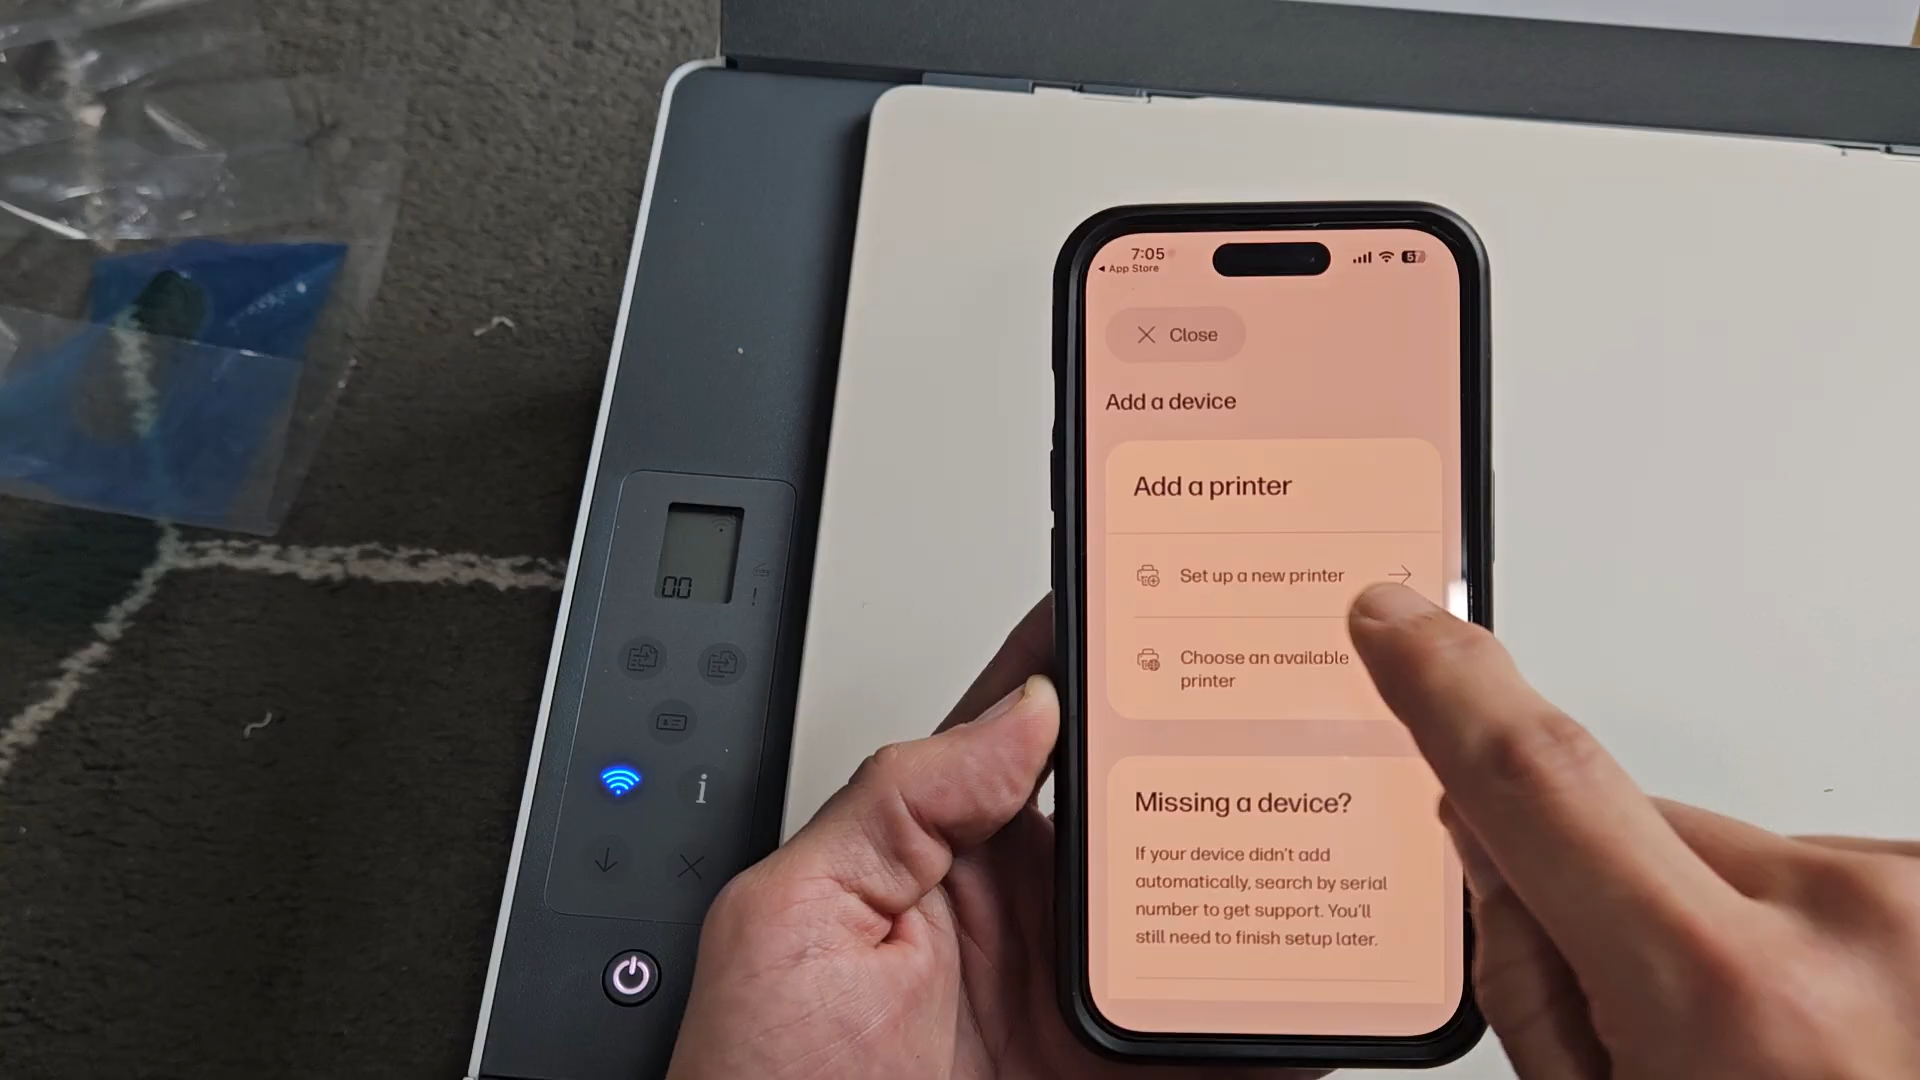 7:05
App Store
57
Close
Add a device
Add a printer
Set up a new printer
Choose an available
printer
Missing a device?
If your device didn't add
automatically, search by serial
number to get support. You'll
still need to finish setup later.
00
i